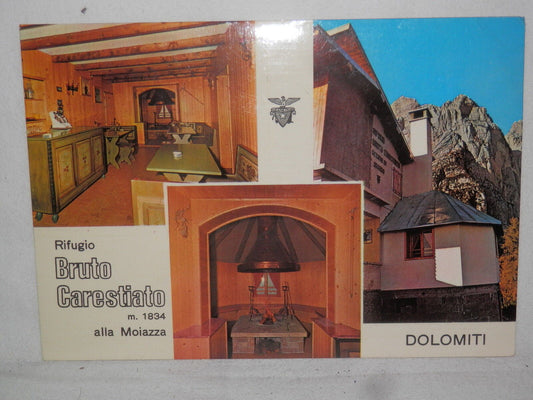 Rifugio
Bruto
Carestiato
m. 1834
alla Moiazza
DOLOMITI